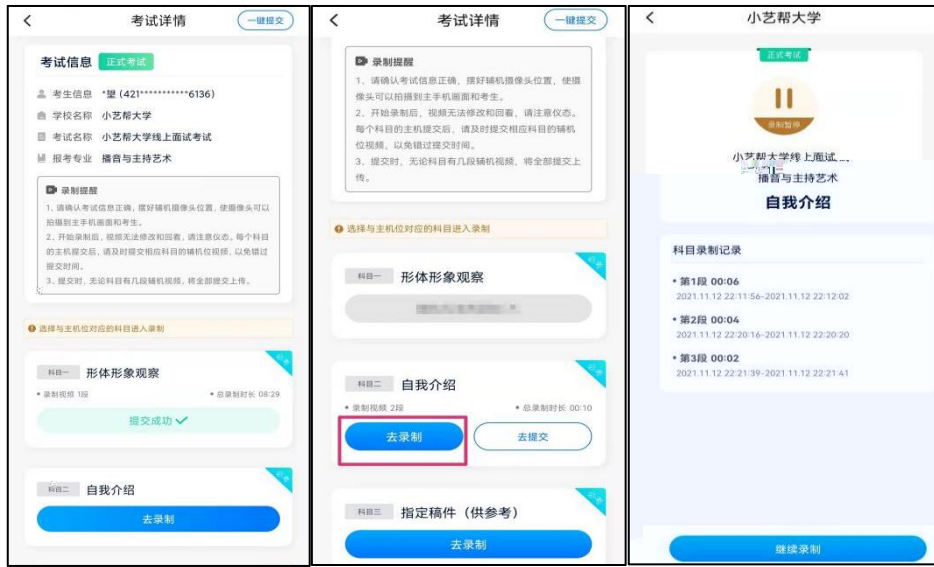 考试详情
一键提交
考试信息 正式考试
考生信息 *望 (421***********6136)
学校名称 小艺帮大学
考试名称 小艺帮大学线上面试考试
报考专业 播音与主持艺术
录制提醒
1、请确认考试信息正确，摆好辅机摄像头位置，使摄像头可以
拍摄到主手机画面和考生。
2、开始录制后，视频无法修改和回看，请注意仪态。每个科目
的主机提交后，请及时提交相应科目的辅机位视频，以免错过
提交时间。
3、提交时，无论科目有几段辅机视频，将全部提交上传。
选择与主机位对应的科目进入录制
科目一 形体形象观察
• 录制视频 1段 • 总录制时长 08:29
提交成功
科目二 自我介绍
去录制
考试详情
一键提交
录制提醒
1、请确认考试信息正确，摆好辅机摄像头位置，使摄
像头可以拍摄到主手机画面和考生。
2、开始录制后，视频无法修改和回看，请注意仪态。
每个科目的主机提交后，请及时提交相应科目的辅机
位视频，以免错过提交时间。
3、提交时，无论科目有几段辅机视频，将全部提交上
传。
选择与主机位对应的科目进入录制
科目一 形体形象观察
科目二 自我介绍
• 录制视频 2段 • 总录制时长 00:10
去录制 去提交
科目三 指定稿件（供参考）
去录制
小艺帮大学
正式考试
录制暂停
小艺帮大学线上面试
播音与主持艺术
自我介绍
科目录制记录
• 第1段 00:06
2021.11.12 22:11:56-2021.11.12 22:12:02
• 第2段 00:04
2021.11.12 22:20:16-2021.11.12 22:20:20
• 第3段 00:02
2021.11.12 22:21:39-2021.11.12 22:21:41
继续录制